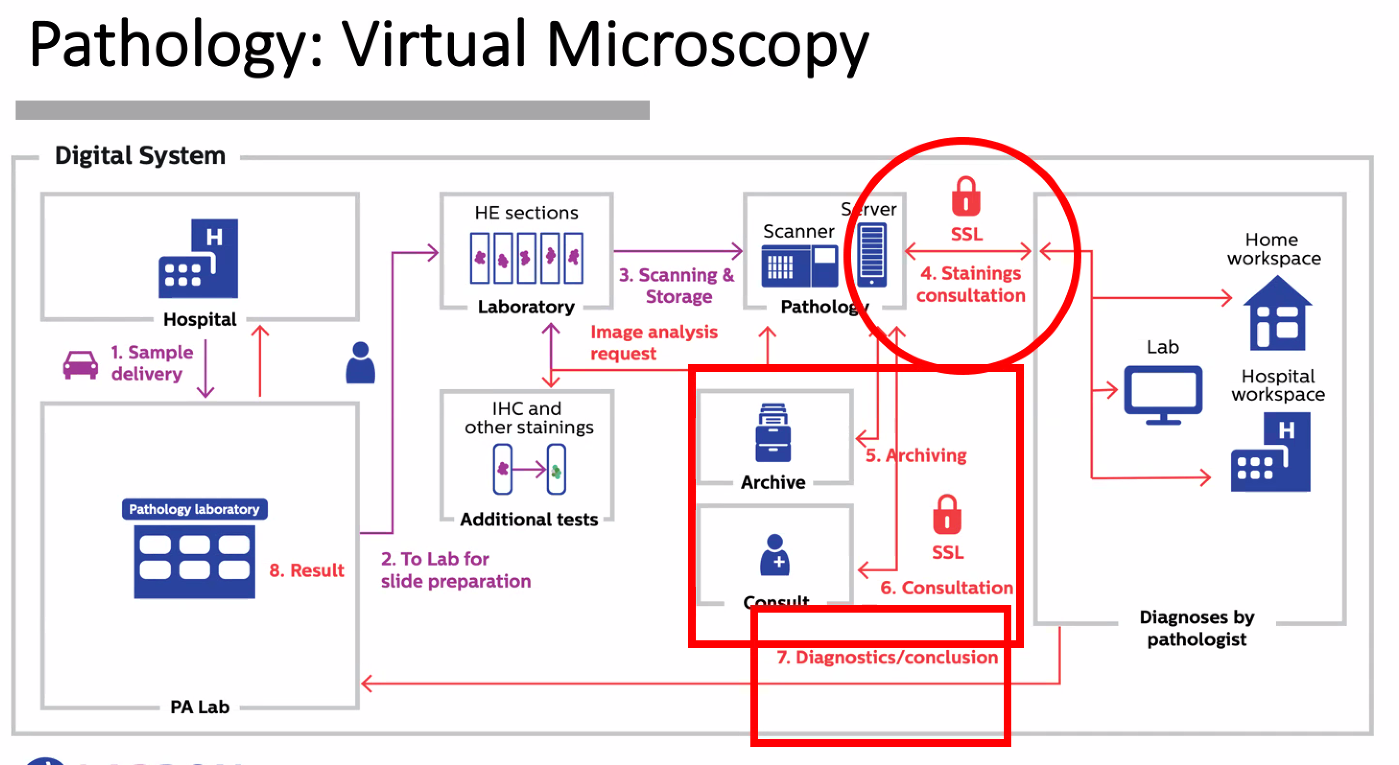 Pathology: Virtual Microscopy
Digital System
H
Hospital
1. Sample
delivery
Pathology laboratory
8. Result
PA Lab
2. To Lab for
slide preparation
HE sections
Laboratory
3. Scanning &
Storage
Image analysis
request
IHC and
other stainings
Additional tests
Scanner
Server
Pathology
SSL
4. Stainings
consultation
Archive
5. Archiving
SSL
6. Consultation
Consult
7. Diagnostics/conclusion
Home
workspace
Lab
Hospital
workspace
H
Diagnoses by
pathologist